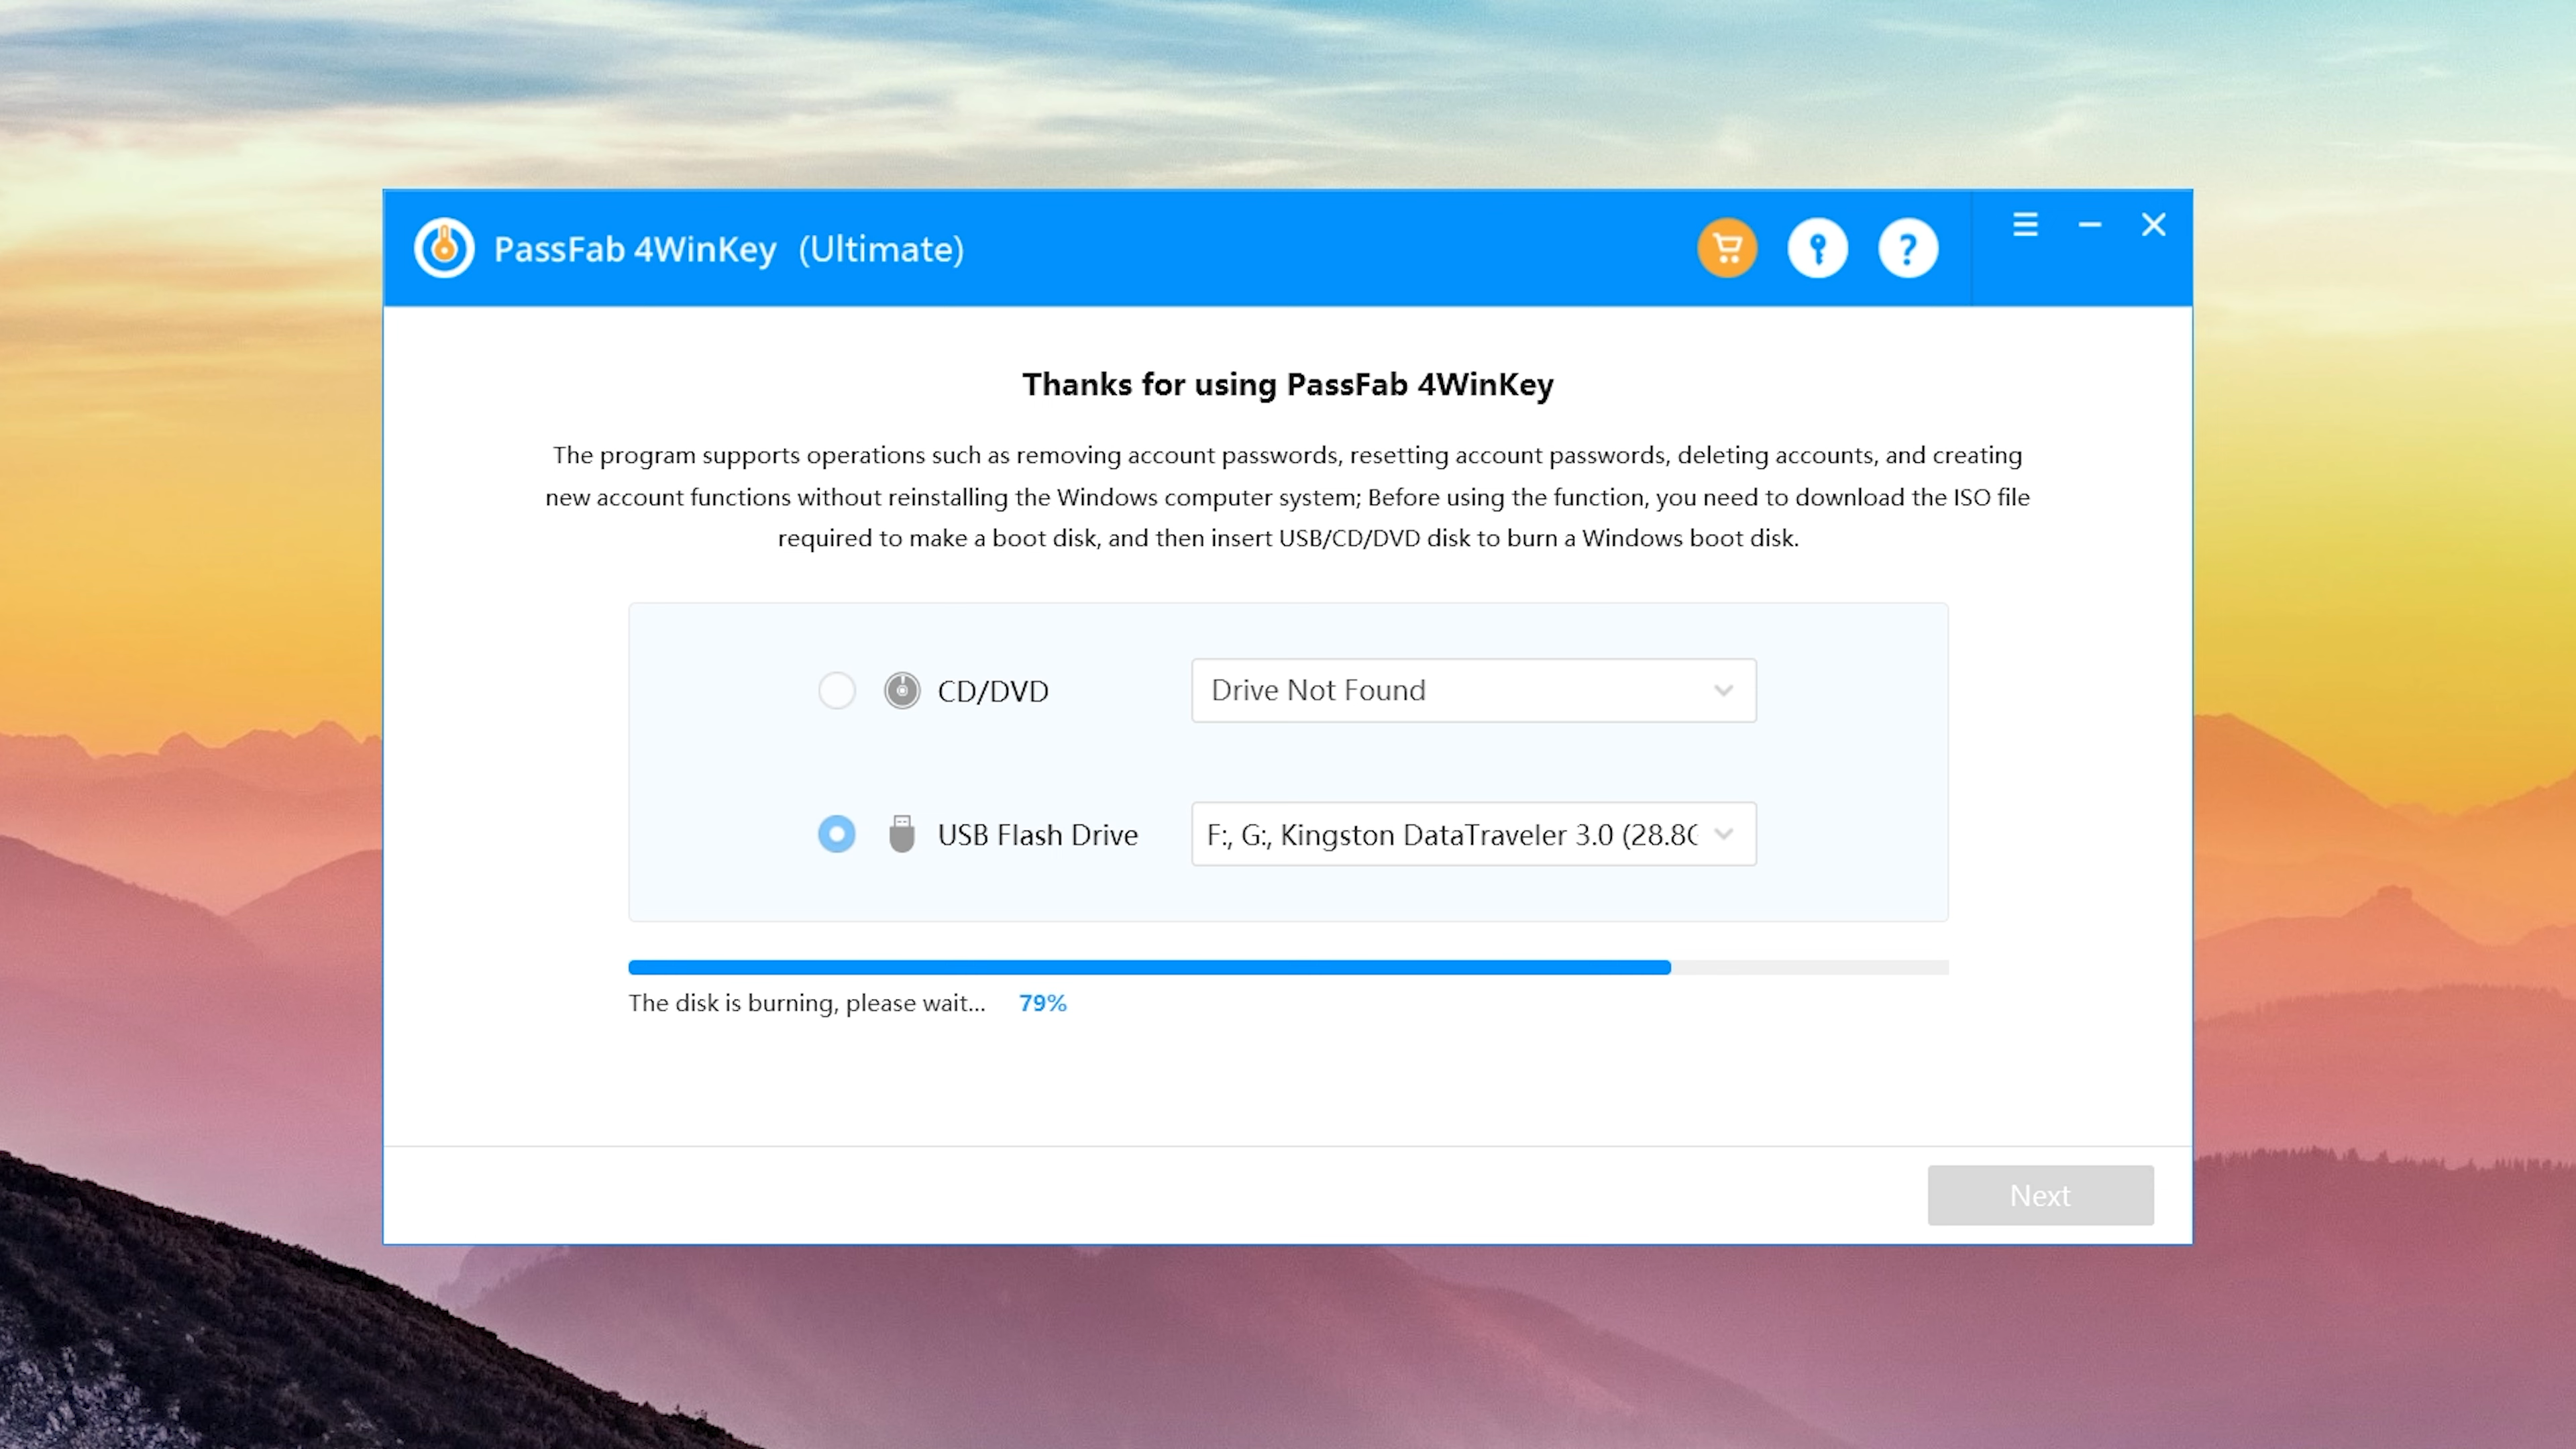 PassFab 4WinKey (Ultimate)
?
Thanks for using PassFab 4WinKey
The program supports operations such as removing account passwords, resetting account passwords, deleting accounts, and creating
new account functions without reinstalling the Windows computer system; Before using the function, you need to download the ISO file
required to make a boot disk, and then insert USB/CD/DVD disk to burn a Windows boot disk.
CD/DVD
Drive Not Found
USB Flash Drive
F:, G:, Kingston DataTraveler 3.0 (28.8
The disk is burning, please wait... 79%
Next